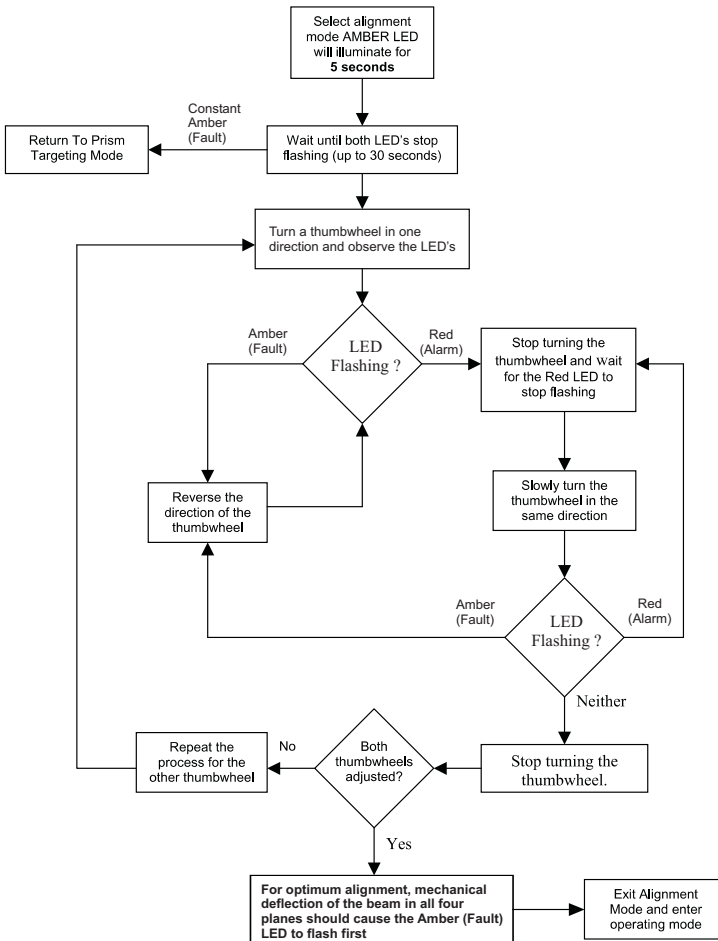 Select alignment
mode AMBER LED
will illuminate for
5 seconds
Constant
Amber
(Fault)
Return To Prism
Targeting Mode
Wait until both LED's stop
flashing (up to 30 seconds)
Turn a thumbwheel in one
direction and observe the LED's
Amber
(Fault)
LED
Flashing ?
Red
(Alarm)
Stop turning the
thumbwheel and wait
for the Red LED to
stop flashing
Reverse the
direction of the
thumbwheel
Slowly turn the
thumbwheel in the
same direction
Amber
(Fault)
LED
Flashing ?
Red
(Alarm)
Neither
Repeat the
process for the
other thumbwheel
No
Both
thumbwheels
adjusted?
Stop turning the
thumbwheel.
Yes
For optimum alignment, mechanical
deflection of the beam in all four
planes should cause the Amber (Fault)
LED to flash first
Exit Alignment
Mode and enter
operating mode